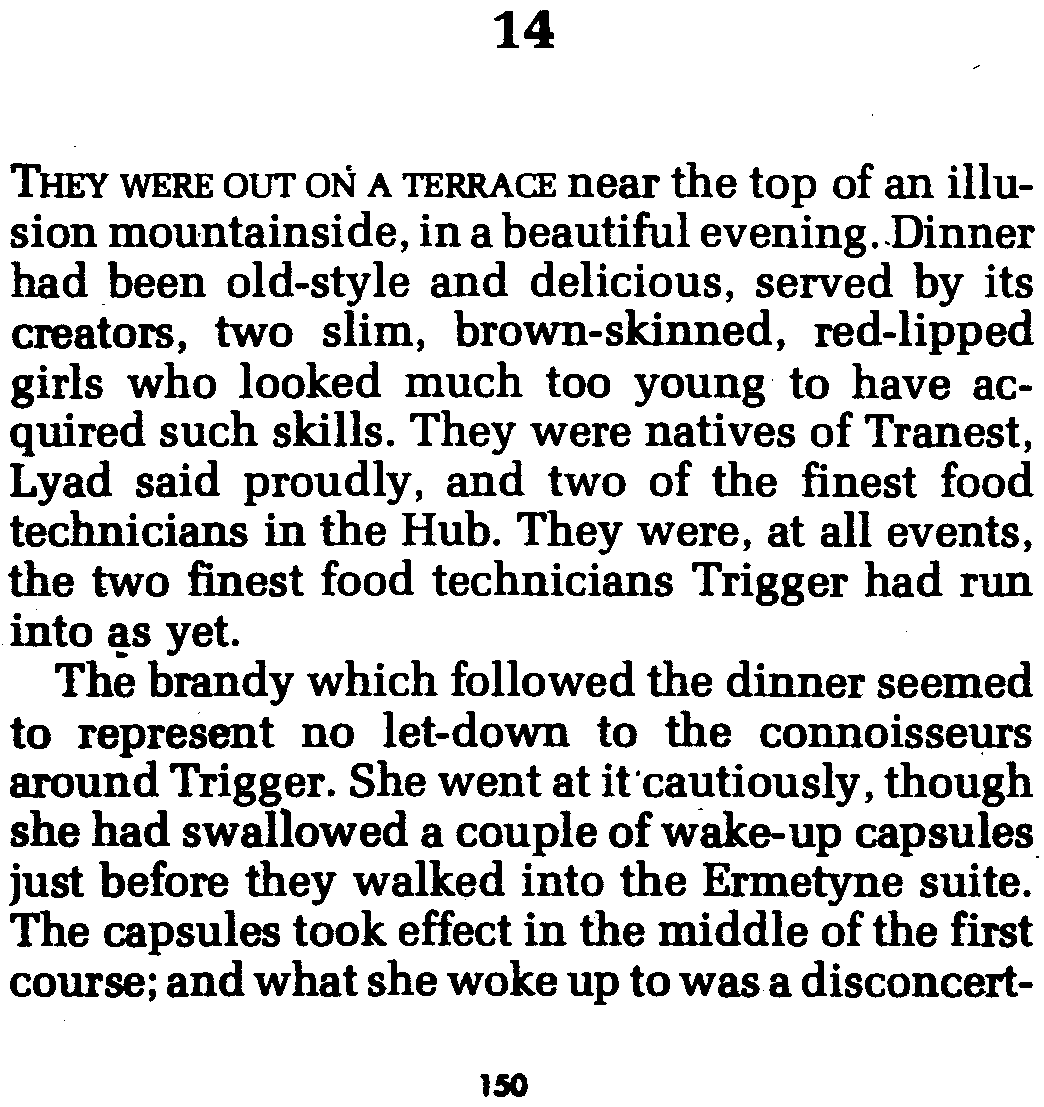 14
THEY WERE OUT ON A TERRACE near the top of an illu-
sion mountainside, in a beautiful evening. Dinner
had been old-style and delicious, served by its
creators, two slim, brown-skinned, red-lipped
girls who looked much too young to have ac-
quired such skills. They were natives of Tranest,
Lyad said proudly, and two of the finest food
technicians in the Hub. They were, at all events,
the two finest food technicians Trigger had run
into as yet.
The brandy which followed the dinner seemed
to represent no let-down to the connoisseurs
around Trigger. She went at it cautiously, though
she had swallowed a couple of wake-up capsules
just before they walked into the Ermetyne suite.
The capsules took effect in the middle of the first
course; and what she woke up to was a disconcert-
150